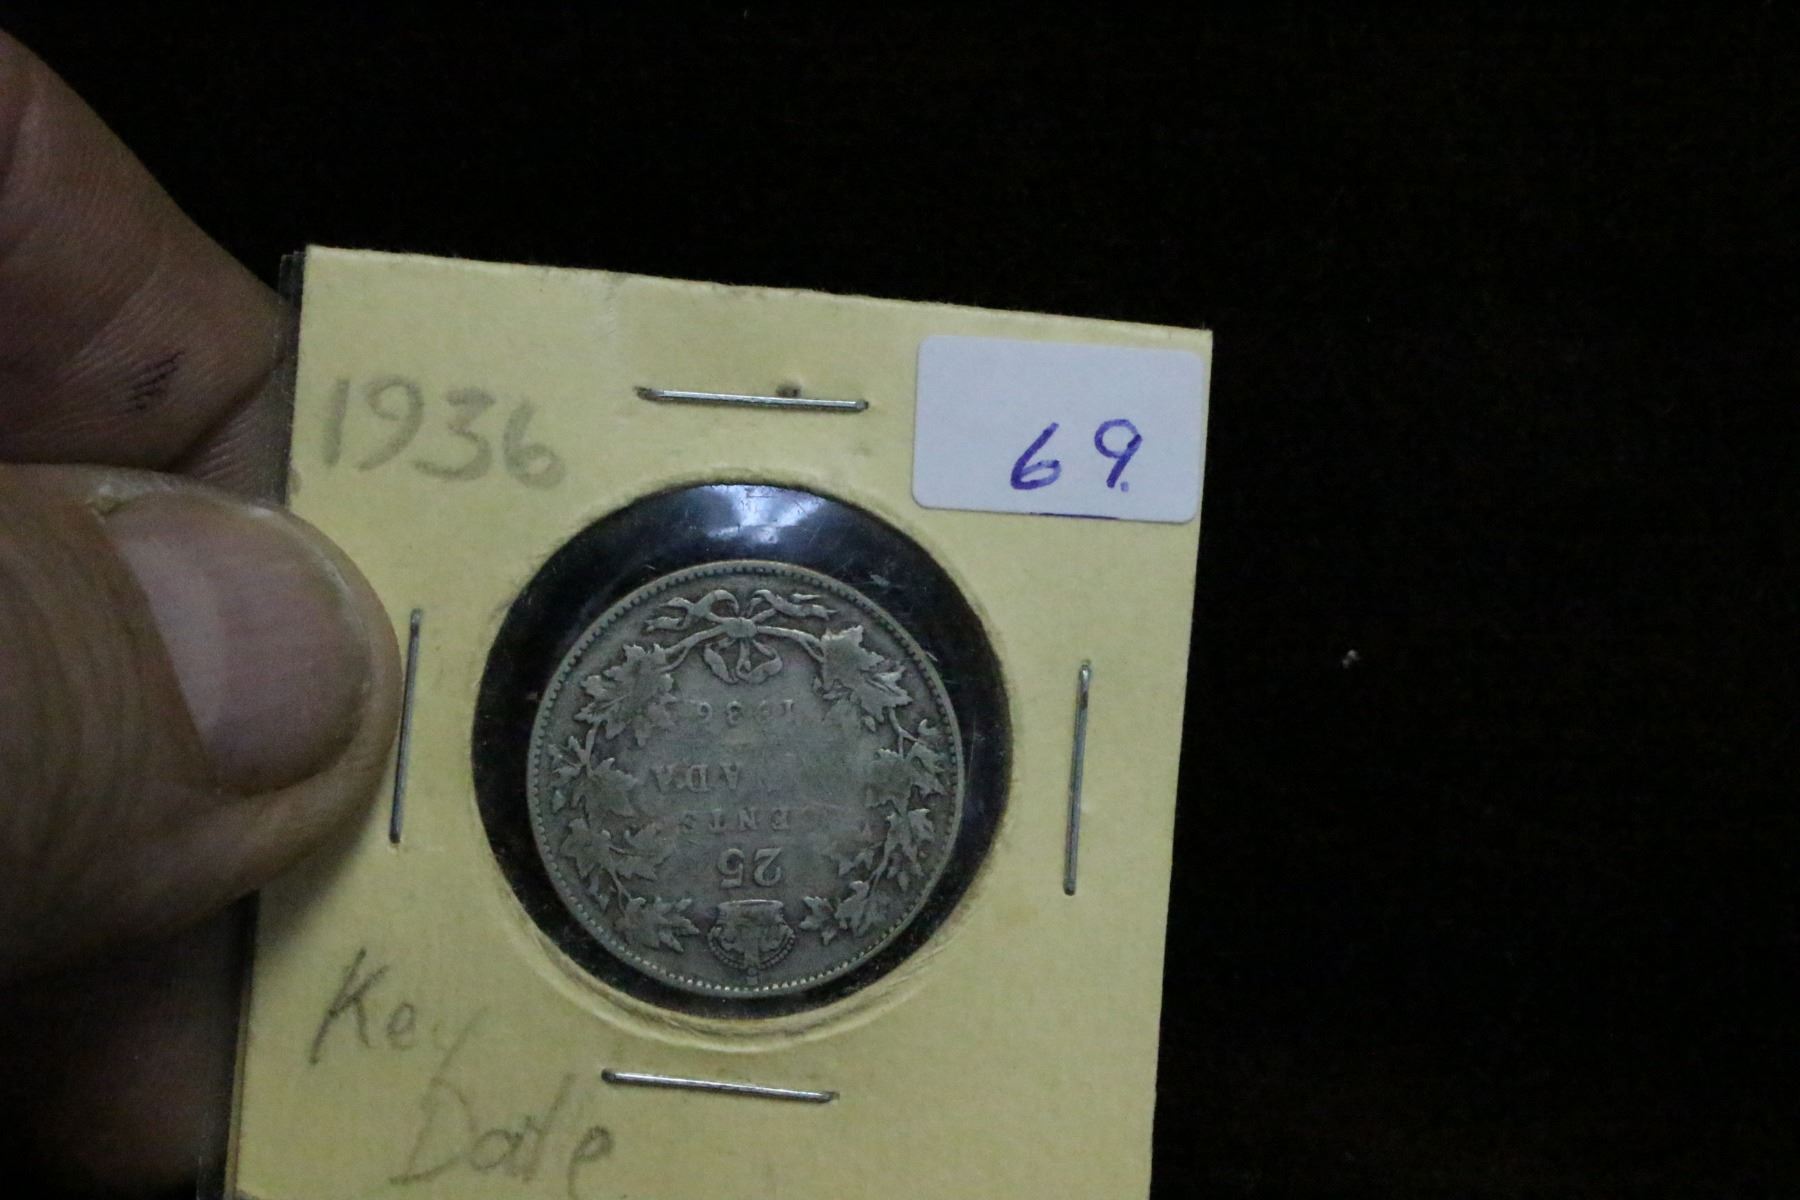 1936
69.
25
CENTS
CANADA
1936
Key
Date